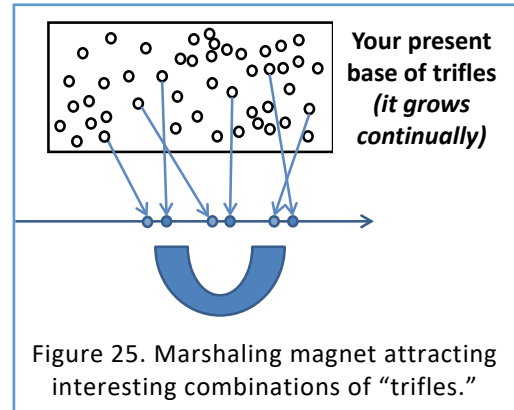 Your present
base of trifles
(it grows
continually)
Figure 25. Marshaling magnet attracting
interesting combinations of “trifles.”